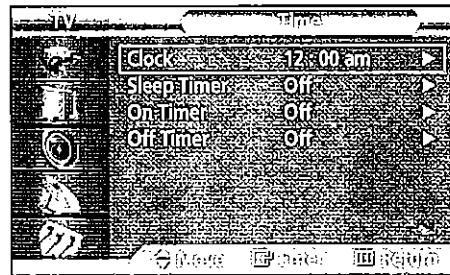 TV Time
Clock 12 : 00 am
Sleep Timer Off
On Timer Off
Off Timer Off
Move Enter Return